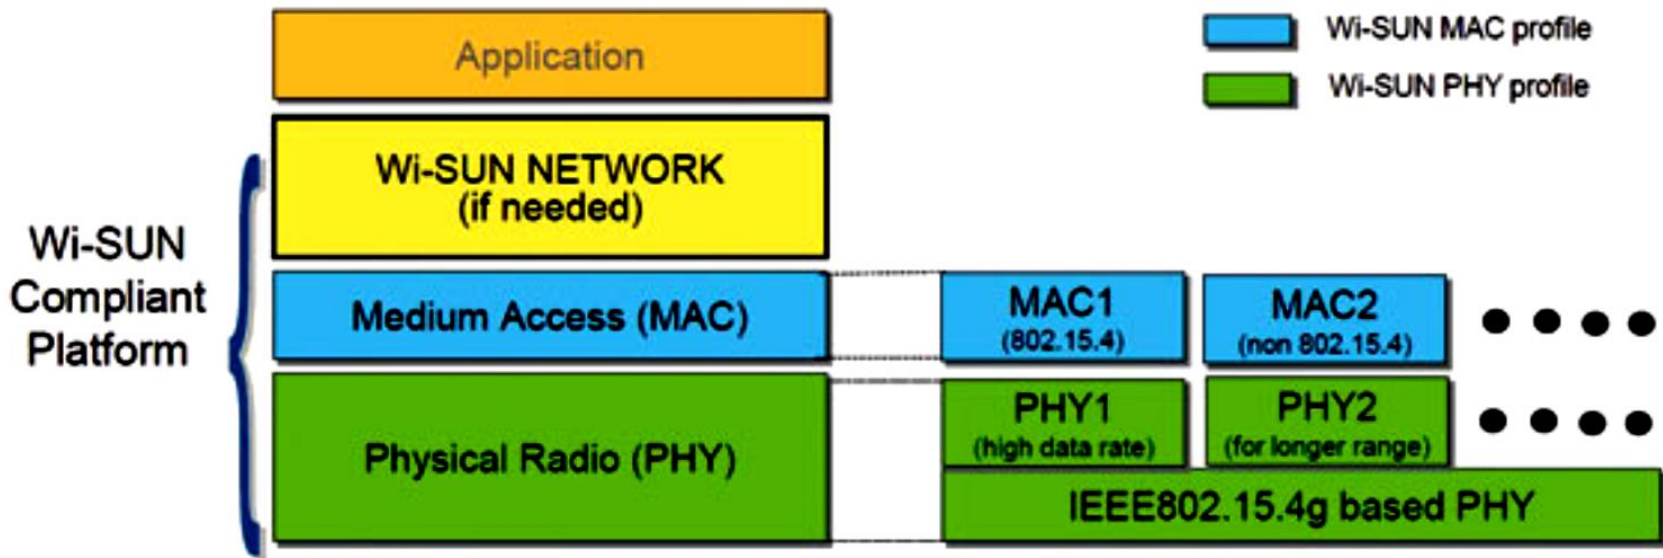 Application
Wi-SUN MAC profile
Wi-SUN PHY profile
Wi-SUN NETWORK
(if needed)
Wi-SUN
Compliant
Platform
Medium Access (MAC)
MAC1
(802.15.4)
MAC2
(non 802.15.4)
Physical Radio (PHY)
PHY1
(high data rate)
PHY2
(for longer range)
IEEE802.15.4g based PHY